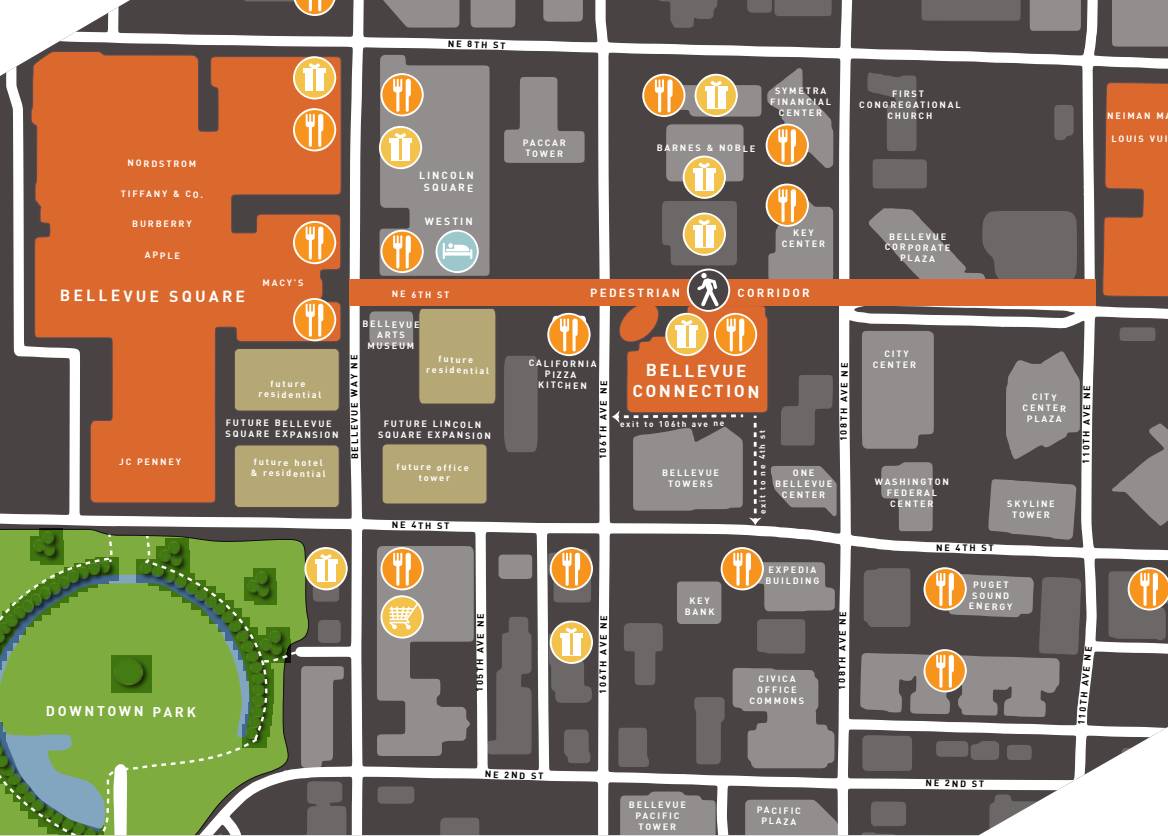 NE 8TH ST
NORDSTROM
TIFFANY & CO.
BURBERRY
APPLE
MACY'S
BELLEVUE SQUARE
JC PENNEY
future
residential
FUTURE BELLEVUE
SQUARE EXPANSION
future hotel
& residential
BELLEVUE WAY NE
LINCOLN
SQUARE
WESTIN
PACCAR
TOWER
BARNES & NOBLE
SYMETRA
FINANCIAL
CENTER
KEY
CENTER
FIRST
CONGREGATIONAL
CHURCH
BELLEVUE
CORPORATE
PLAZA
NEIMAN MA
LOUIS VUI
NE 6TH ST
PEDESTRIAN
CORRIDOR
BELLEVUE
ARTS
MUSEUM
future
residential
CALIFORNIA
PIZZA
KITCHEN
FUTURE LINCOLN
SQUARE EXPANSION
future office
tower
106TH AVE NE
BELLEVUE
CONNECTION
exit to 106th ave ne
exit to ne 4th st
BELLEVUE
TOWERS
ONE
BELLEVUE
CENTER
108TH AVE NE
CITY
CENTER
CITY
CENTER
PLAZA
110TH AVE NE
WASHINGTON
FEDERAL
CENTER
SKYLINE
TOWER
NE 4TH ST
NE 4TH ST
DOWNTOWN PARK
105TH AVE NE
106TH AVE NE
KEY
BANK
EXPEDIA
BUILDING
CIVICA
OFFICE
COMMONS
108TH AVE NE
PUGET
SOUND
ENERGY
110TH AVE NE
NE 2ND ST
NE 2ND ST
BELLEVUE
PACIFIC
TOWER
PACIFIC
PLAZA